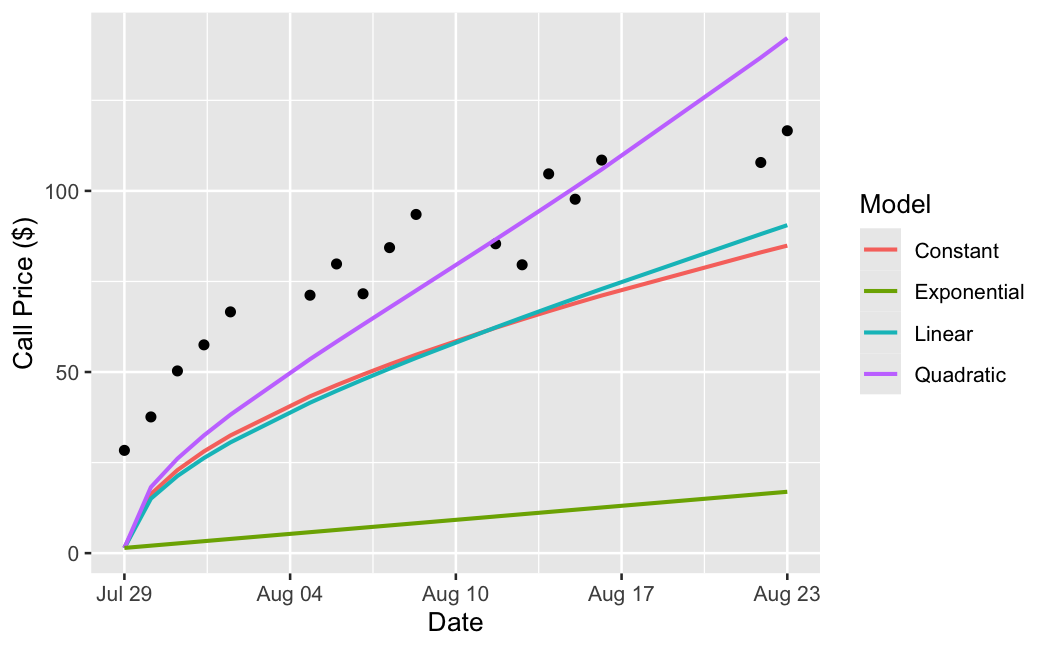 Call Price ($)
100
50
0
Jul 29
Aug 04
Aug 10
Aug 17
Aug 23
Date
Model
Constant
Exponential
Linear
Quadratic